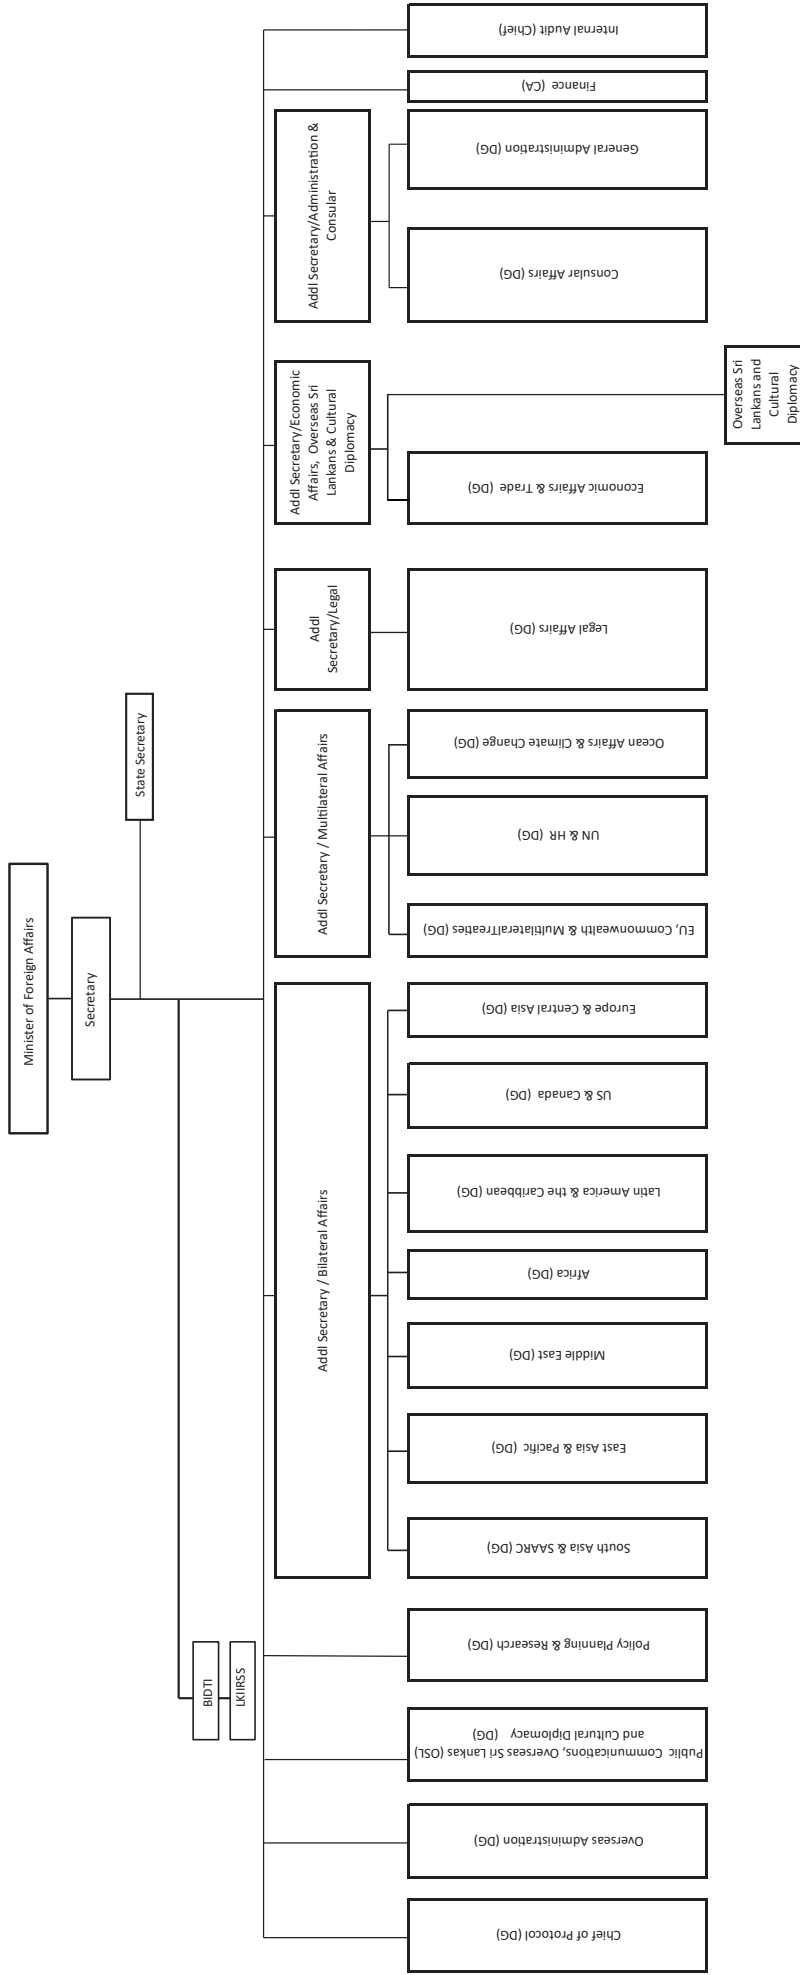 Minister of Foreign Affairs
Secretary
State Secretary
BIDTI
LKIIRSS
Addl Secretary / Bilateral Affairs
Addl Secretary / Multilateral Affairs
Addl
Secretary/Legal
Addl Secretary/Economic
Affairs, Overseas Sri
Lankans & Cultural
Diplomacy
Addl Secretary/Administration &
Consular
Chief of Protocol (DG)
Overseas Administration (DG)
Public Communications, Overseas Sri Lankas (OSL)
and Cultural Diplomacy (DG)
Policy Planning & Research (DG)
South Asia & SAARC (DG)
East Asia & Pacific (DG)
Middle East (DG)
Africa (DG)
Latin America & the Caribbean (DG)
US & Canada (DG)
Europe & Central Asia (DG)
EU, Commonwealth & MultilateralTreaties (DG)
UN & HR (DG)
Ocean Affairs & Climate Change (DG)
Legal Affairs (DG)
Economic Affairs & Trade (DG)
Overseas Sri
Lankans and
Cultural
Diplomacy
Consular Affairs (DG)
General Administration (DG)
Finance (CA)
Internal Audit (Chief)